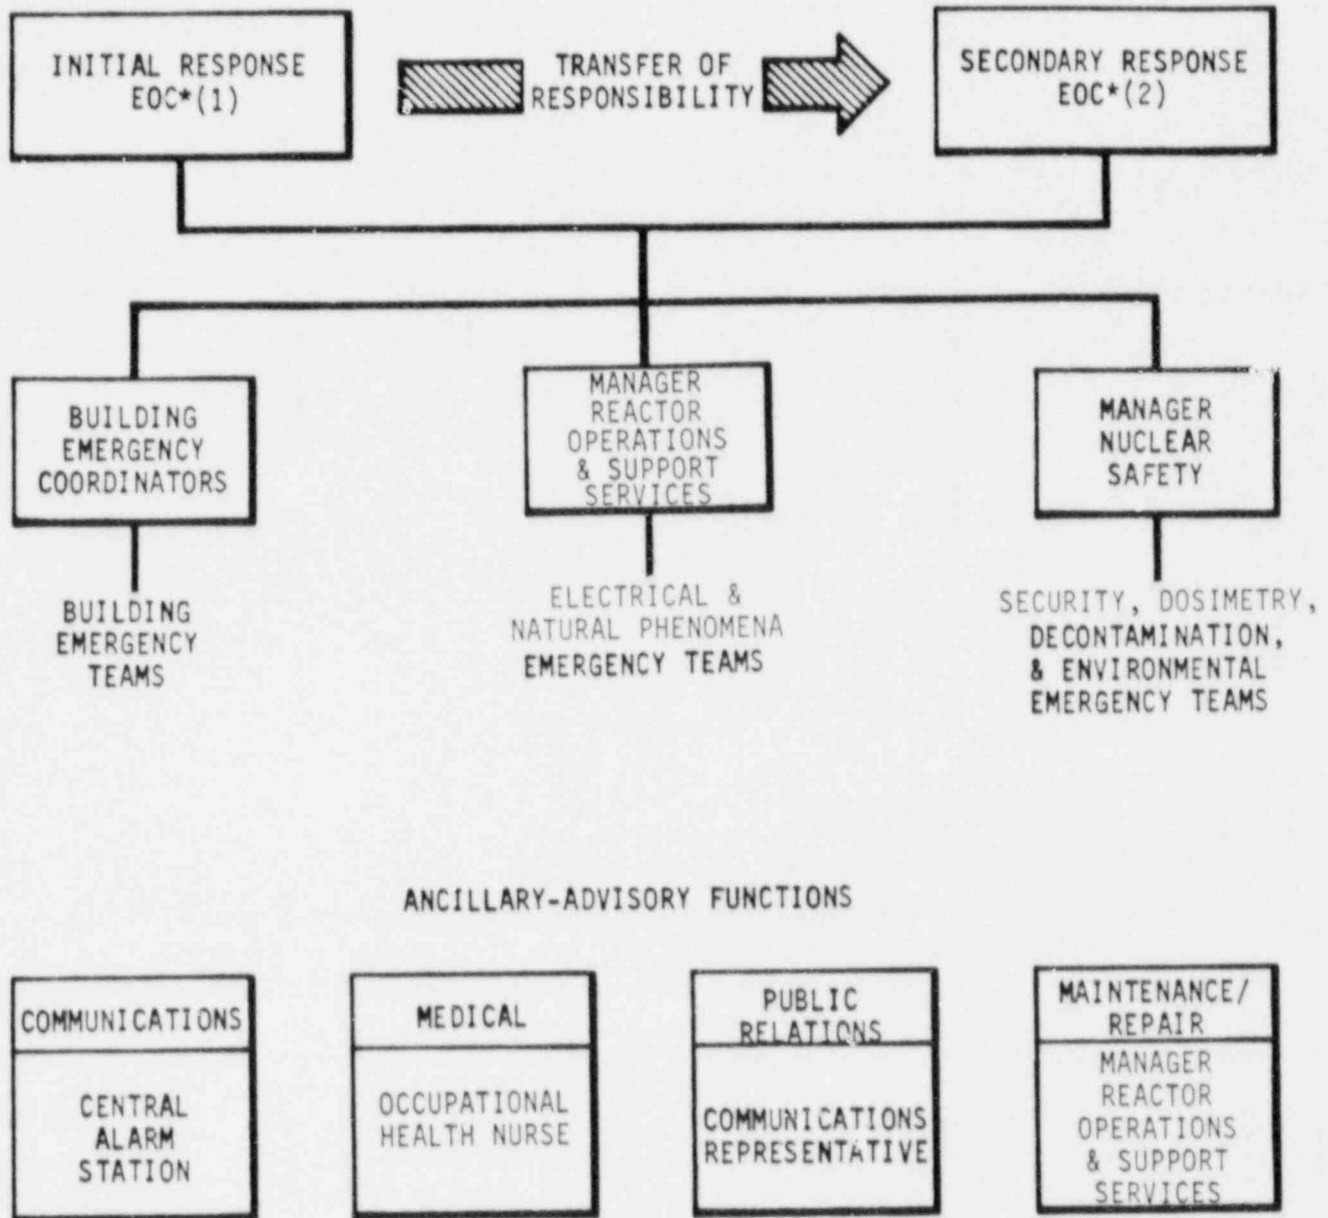 INITIAL RESPONSE
EOC*(1)
TRANSFER OF
RESPONSIBILITY
SECONDARY RESPONSE
EOC*(2)
BUILDING
EMERGENCY
COORDINATORS
MANAGER
REACTOR
OPERATIONS
& SUPPORT
SERVICES
MANAGER
NUCLEAR
SAFETY
BUILDING
EMERGENCY
TEAMS
ELECTRICAL &
NATURAL PHENOMENA
EMERGENCY TEAMS
SECURITY, DOSIMETRY,
DECONTAMINATION,
& ENVIRONMENTAL
EMERGENCY TEAMS
ANCILLARY-ADVISORY FUNCTIONS
COMMUNICATIONS
CENTRAL
ALARM
STATION
MEDICAL
OCCUPATIONAL
HEALTH NURSE
PUBLIC
RELATIONS
COMMUNICATIONS
REPRESENTATIVE
MAINTENANCE/
REPAIR
MANAGER
REACTOR
OPERATIONS
& SUPPORT
SERVICES